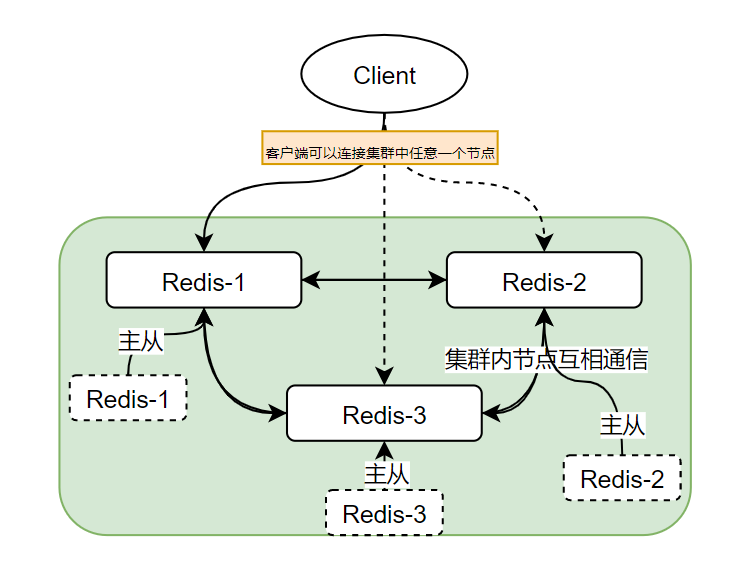 Client
客户端可以连接集群中任意一个节点
Redis-1
Redis-2
主从
集群内节点互相通信
Redis-1
Redis-3
主从
主从
Redis-2
Redis-3